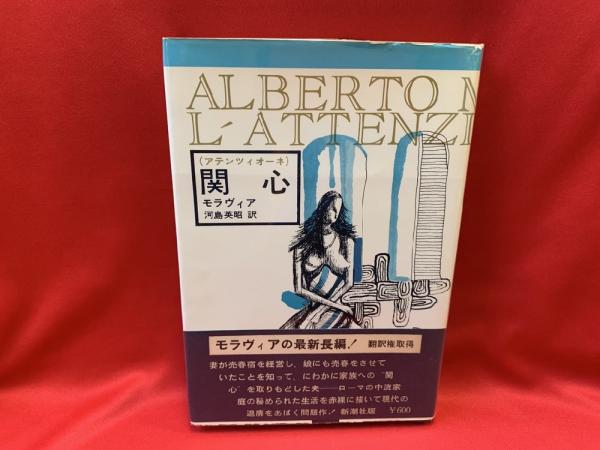 ALBERTO M
L'ATTENZI
(アテンツィオーネ)
関心
モラヴィア
河島英昭 訳
モラヴィアの最新長編! 翻訳権取得
妻が売春宿を経営し、娘にも売春をさせて
いたことを知って、にわかに家族への“関
心”を取りもどした夫──ローマの中流家
庭の秘められた生活を赤裸に描いて現代の
退廃をあばく問題作! 新潮社版 ¥600